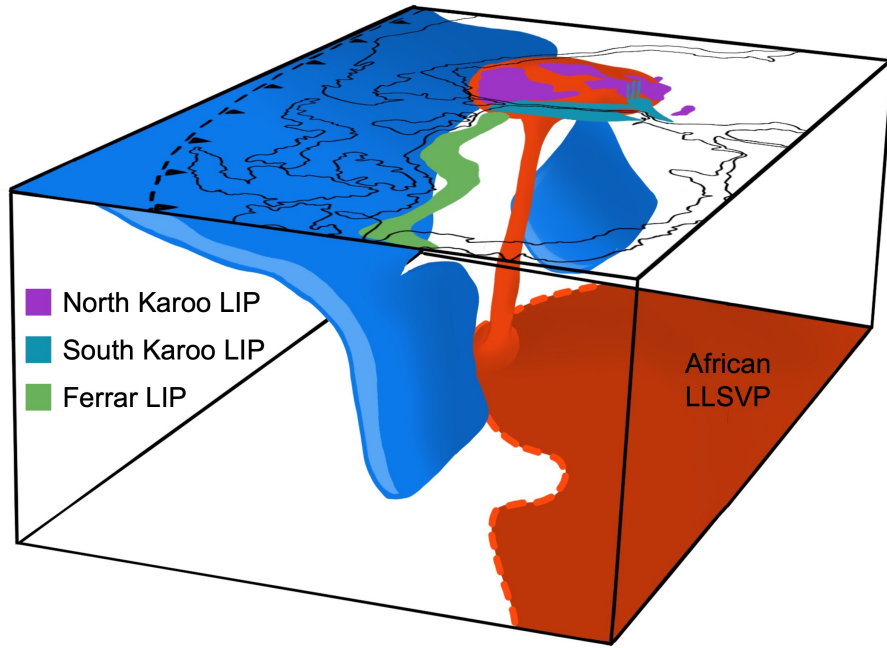 North Karoo LIP
South Karoo LIP
Ferrar LIP
African
LLSVP